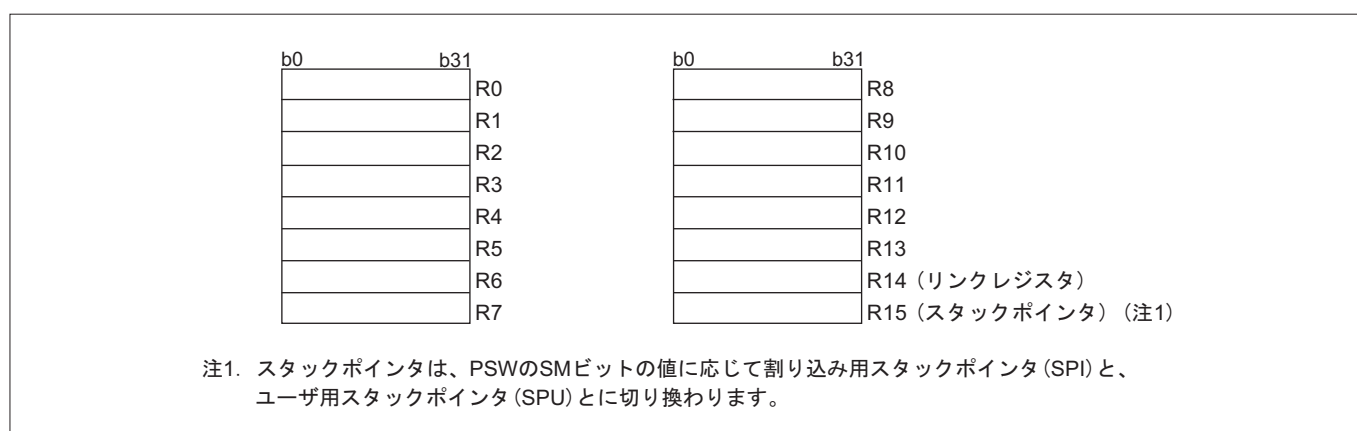 b0 b31
R0
R1
R2
R3
R4
R5
R6
R7
b0 b31
R8
R9
R10
R11
R12
R13
R14（リンクレジスタ）
R15（スタックポインタ）（注1）
注1. スタックポインタは、PSWのSMビットの値に応じて割り込み用スタックポインタ(SPI)と、
ユーザ用スタックポインタ(SPU)とに切り換わります。